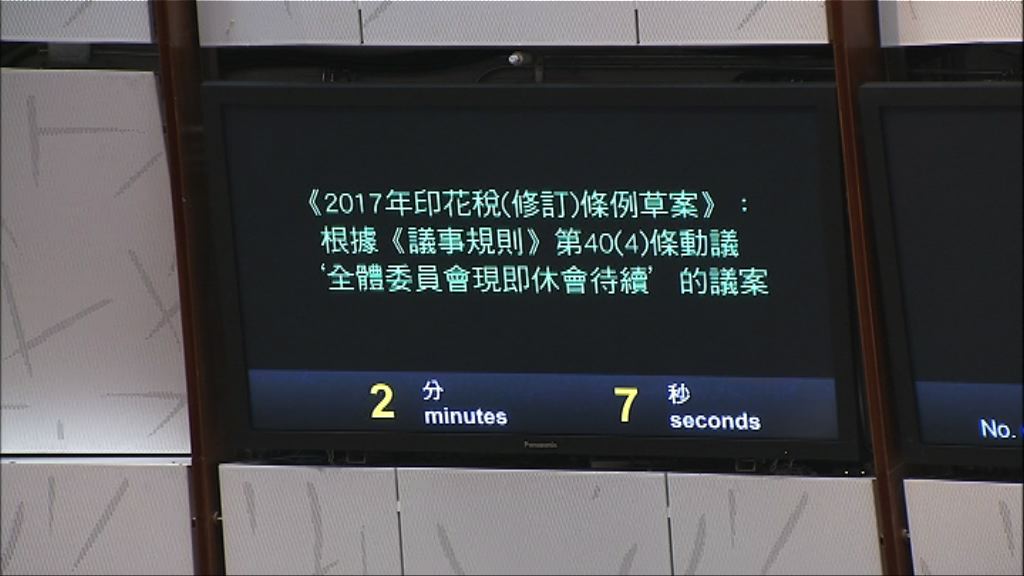 《2017年印花稅(修訂)條例草案》：
根據《議事規則》第40(4)條動議
‘全體委員會現即休會待續’ 的議案
2 分 minutes 7 秒 seconds
Panasonic
No.